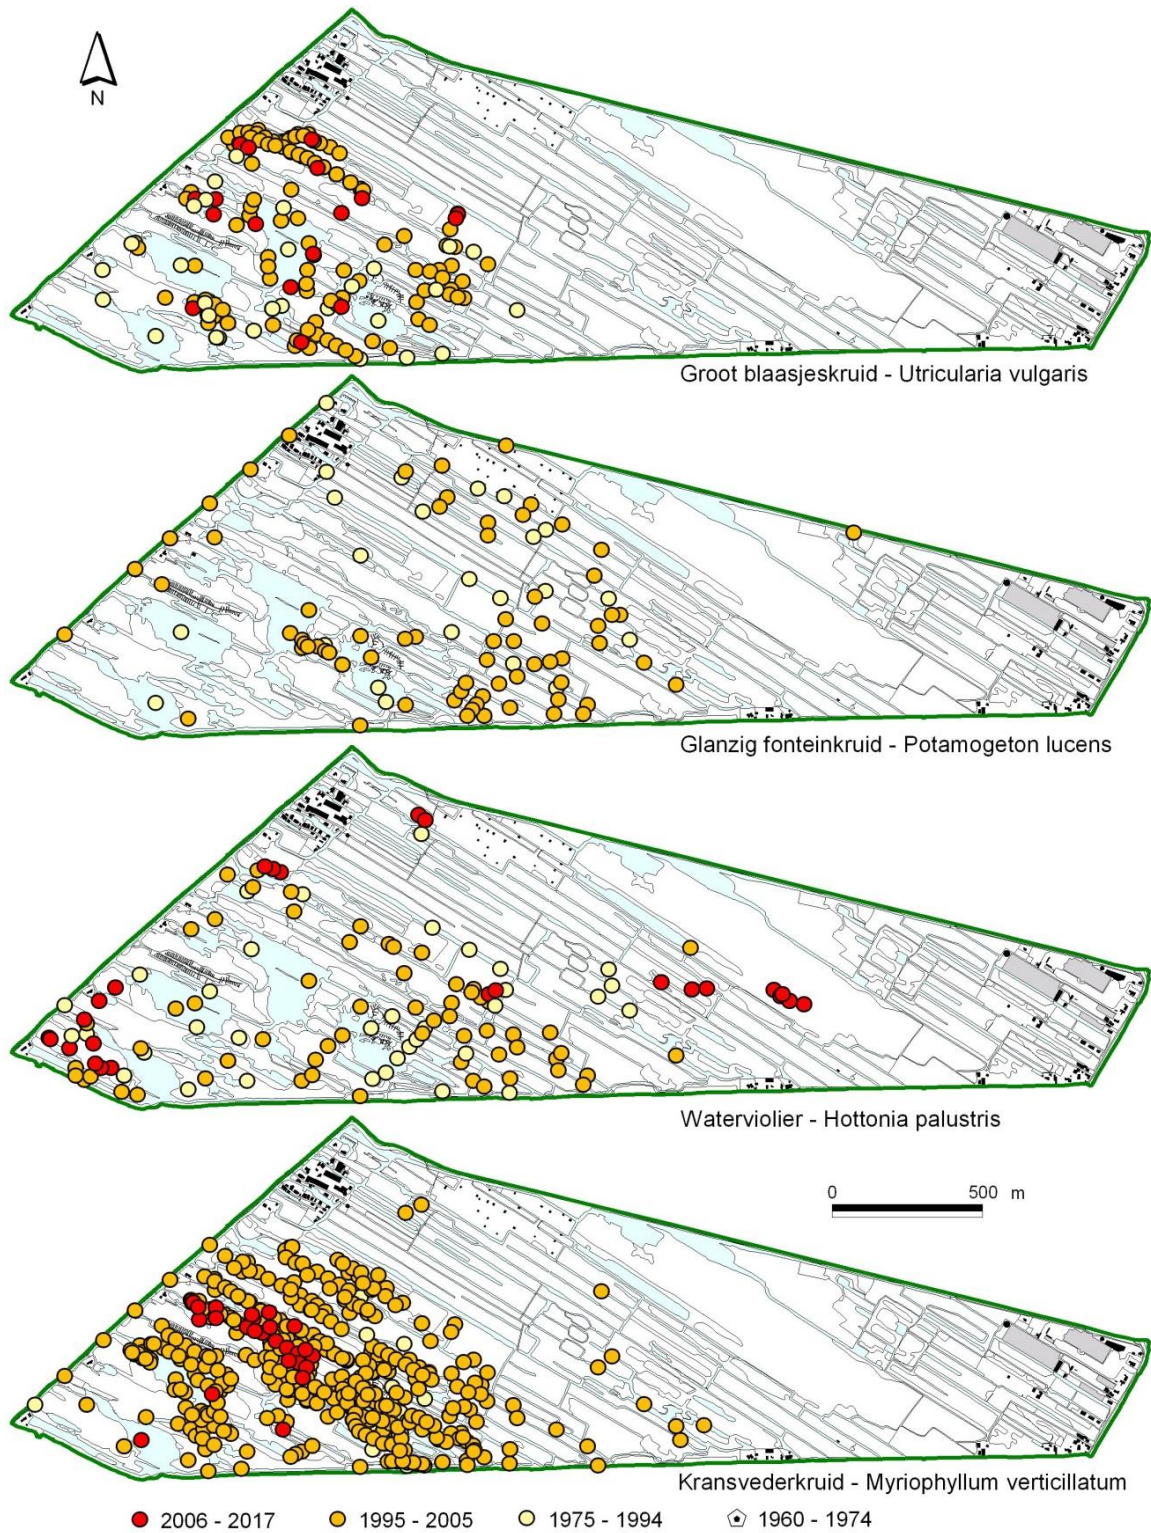 N
Groot blaasjeskruid - Utricularia vulgaris
Glanzig fonteinkruid - Potamogeton lucens
Waterviolier - Hottonia palustris
0 500 m
Kransvederkruid - Myriophyllum verticillatum
2006 - 2017 1995 - 2005 1975 - 1994 1960 - 1974